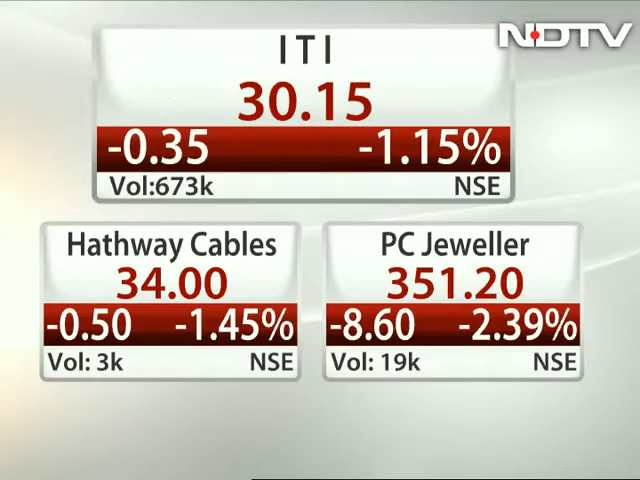 NDTV
ITI
30.15
-0.35 -1.15%
Vol:673k NSE
Hathway Cables
34.00
-0.50 -1.45%
Vol: 3k NSE
PC Jeweller
351.20
-8.60 -2.39%
Vol: 19k NSE